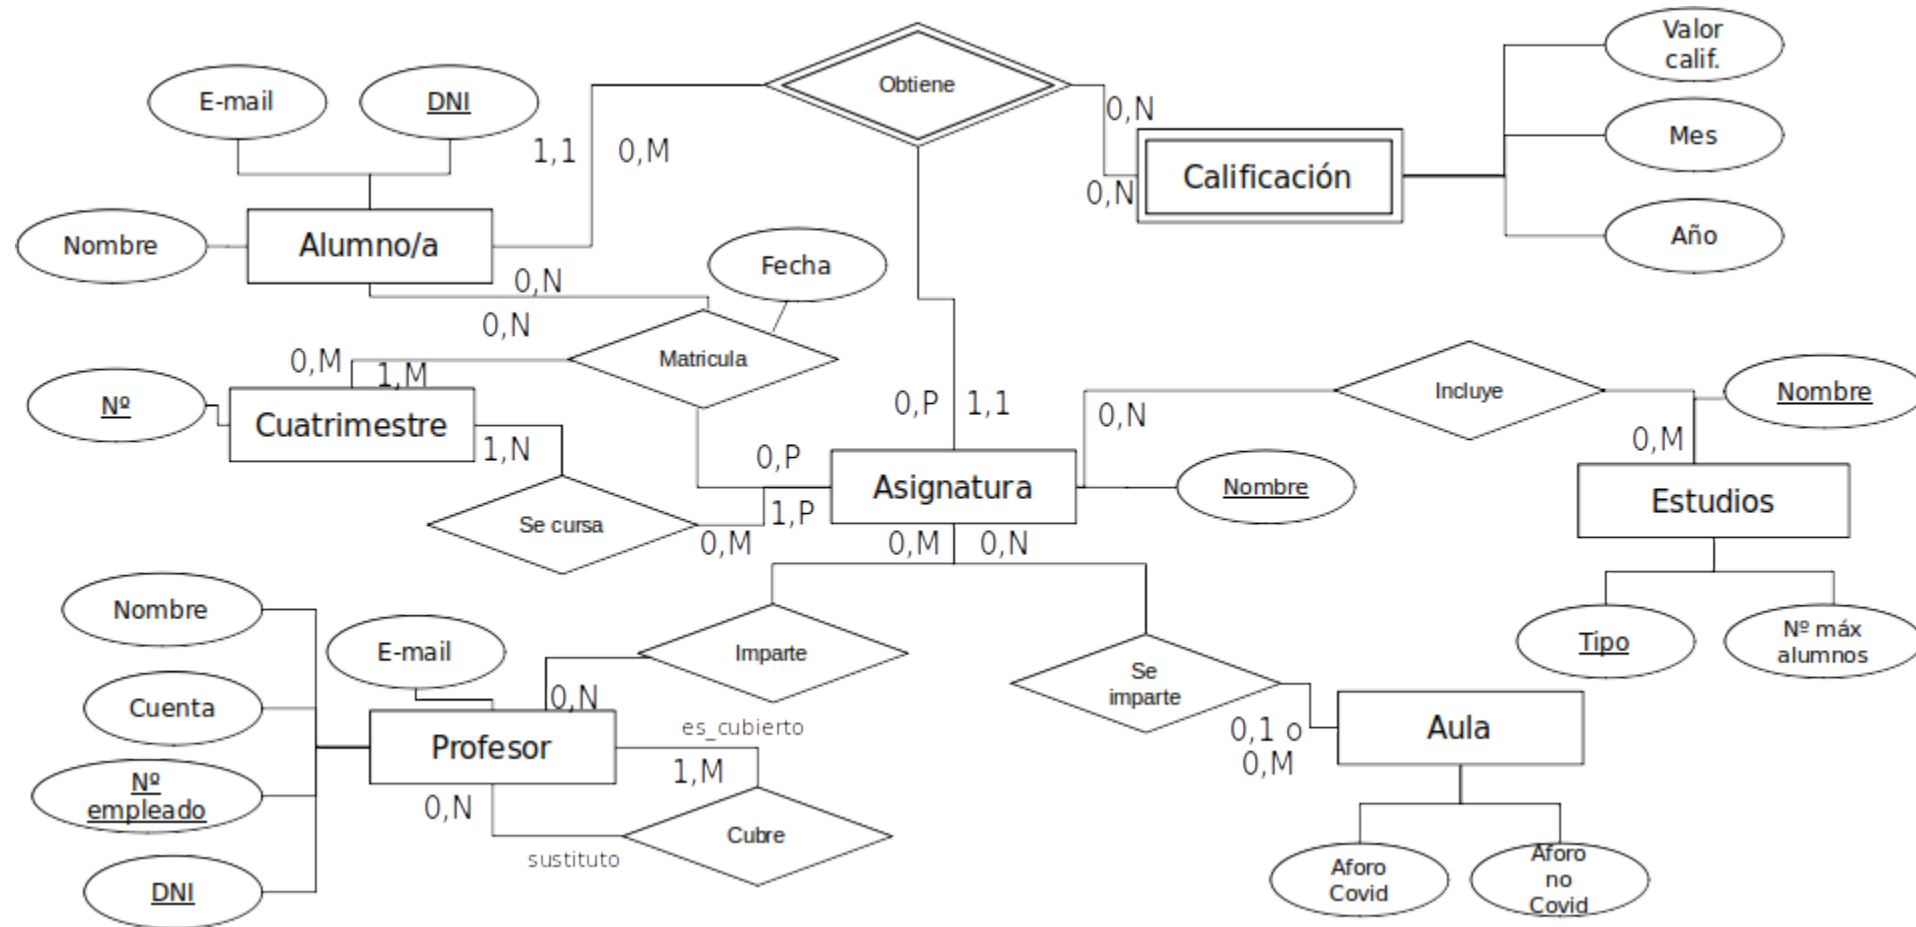 Valor
calif.
Obtiene
E-mail
DNI
0,N
Mes
1,1
0,M
Calificación
0,N
Nombre
Alumno/a
Año
Fecha
0,N
0,N
Matricula
0,M
1,M
Incluye
Nombre
Nº
Cuatrimestre
0,P
1,1
0,N
1,N
0,P
0,M
Asignatura
Nombre
Estudios
Se cursa
1,P
0,M
0,M
0,N
Nombre
E-mail
Imparte
Tipo
Nº máx
alumnos
Se
imparte
Cuenta
0,N
es_cubierto
Profesor
0,1 o
0,M
Aula
1,M
Nº
empleado
0,N
Cubre
sustituto
DNI
Aforo
Covid
Aforo
no
Covid